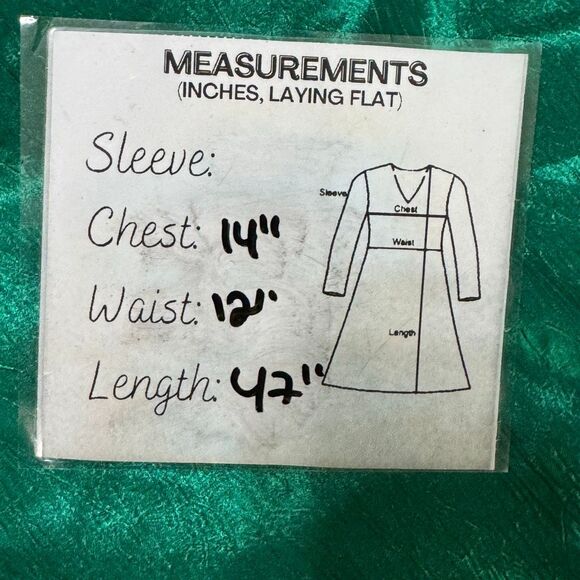 MEASUREMENTS
(INCHES, LAYING FLAT)
Sleeve:
Chest: 14"
Waist: 12"
Length: 47"
Sleeve
Chest
Waist
Length